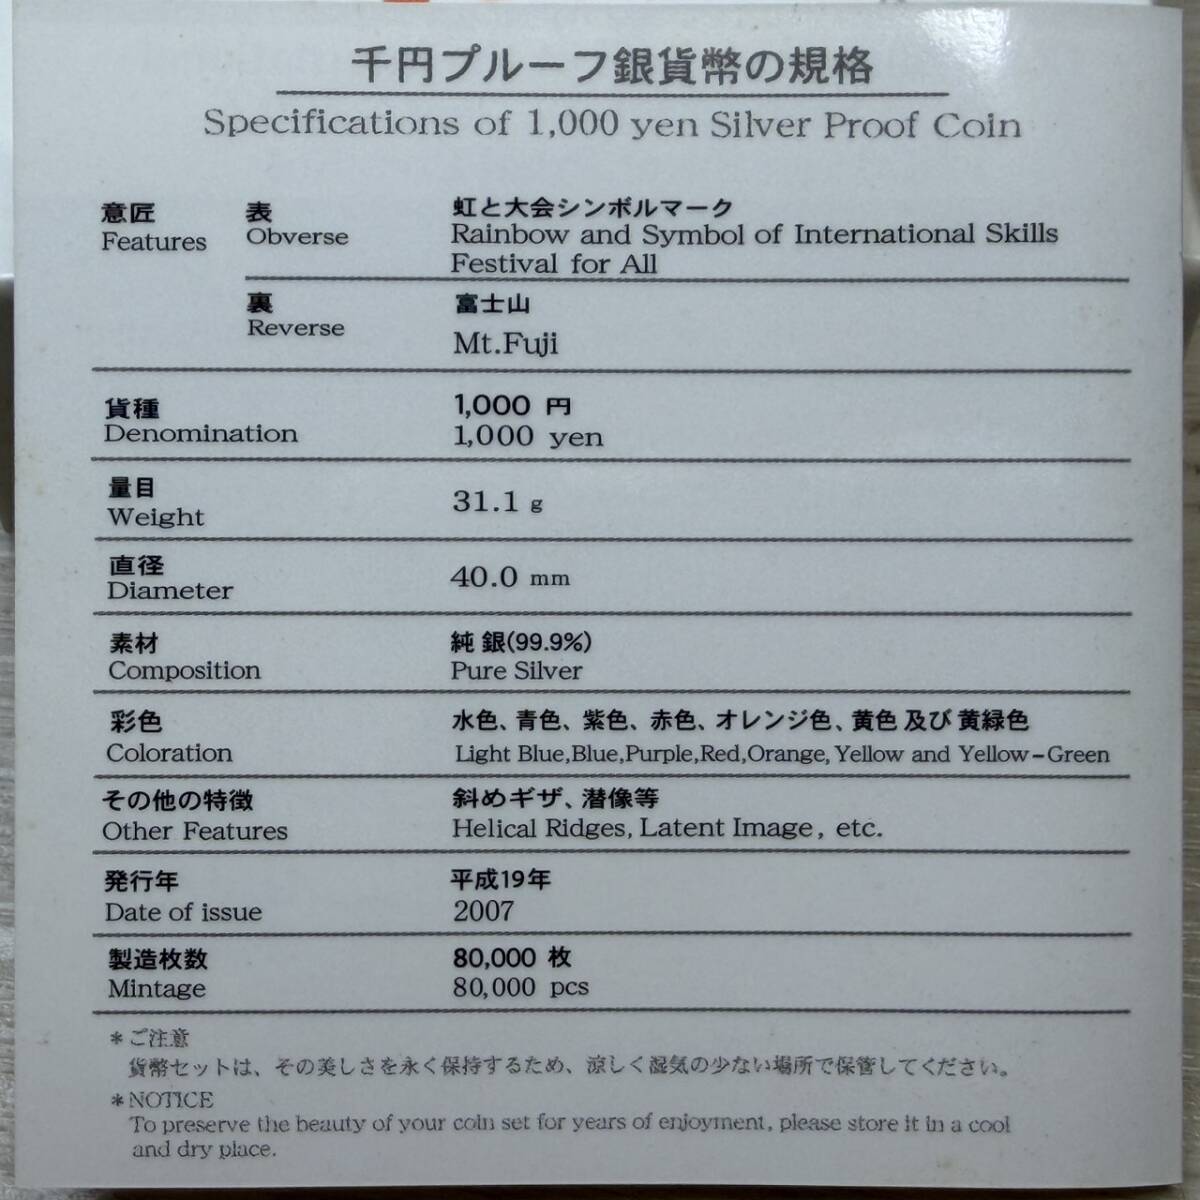 千円プルーフ銀貨幣の規格
Specifications of 1,000 yen Silver Proof Coin
意匠 表 虹と大会シンボルマーク
Features Obverse Rainbow and Symbol of International Skills
Festival for All
裏 富士山
Reverse Mt.Fuji
貨種 1,000 円
Denomination 1,000 yen
量目
Weight 31.1 g
直径
Diameter 40.0 mm
素材 純 銀(99.9%)
Composition Pure Silver
彩色 水色、青色、紫色、赤色、オレンジ色、黄色 及び 黄緑色
Coloration Light Blue,Blue,Purple,Red,Orange,Yellow and Yellow-Green
その他の特徴 斜めギザ、潜像等
Other Features Helical Ridges, Latent Image, etc.
発行年 平成19年
Date of issue 2007
製造枚数 80,000 枚
Mintage 80,000 pcs
*ご注意
貨幣セットは、その美しさを永く保持するため、涼しく湿気の少ない場所で保管してください。
*NOTICE
To preserve the beauty of your coin set for years of enjoyment, please store it in a cool
and dry place.